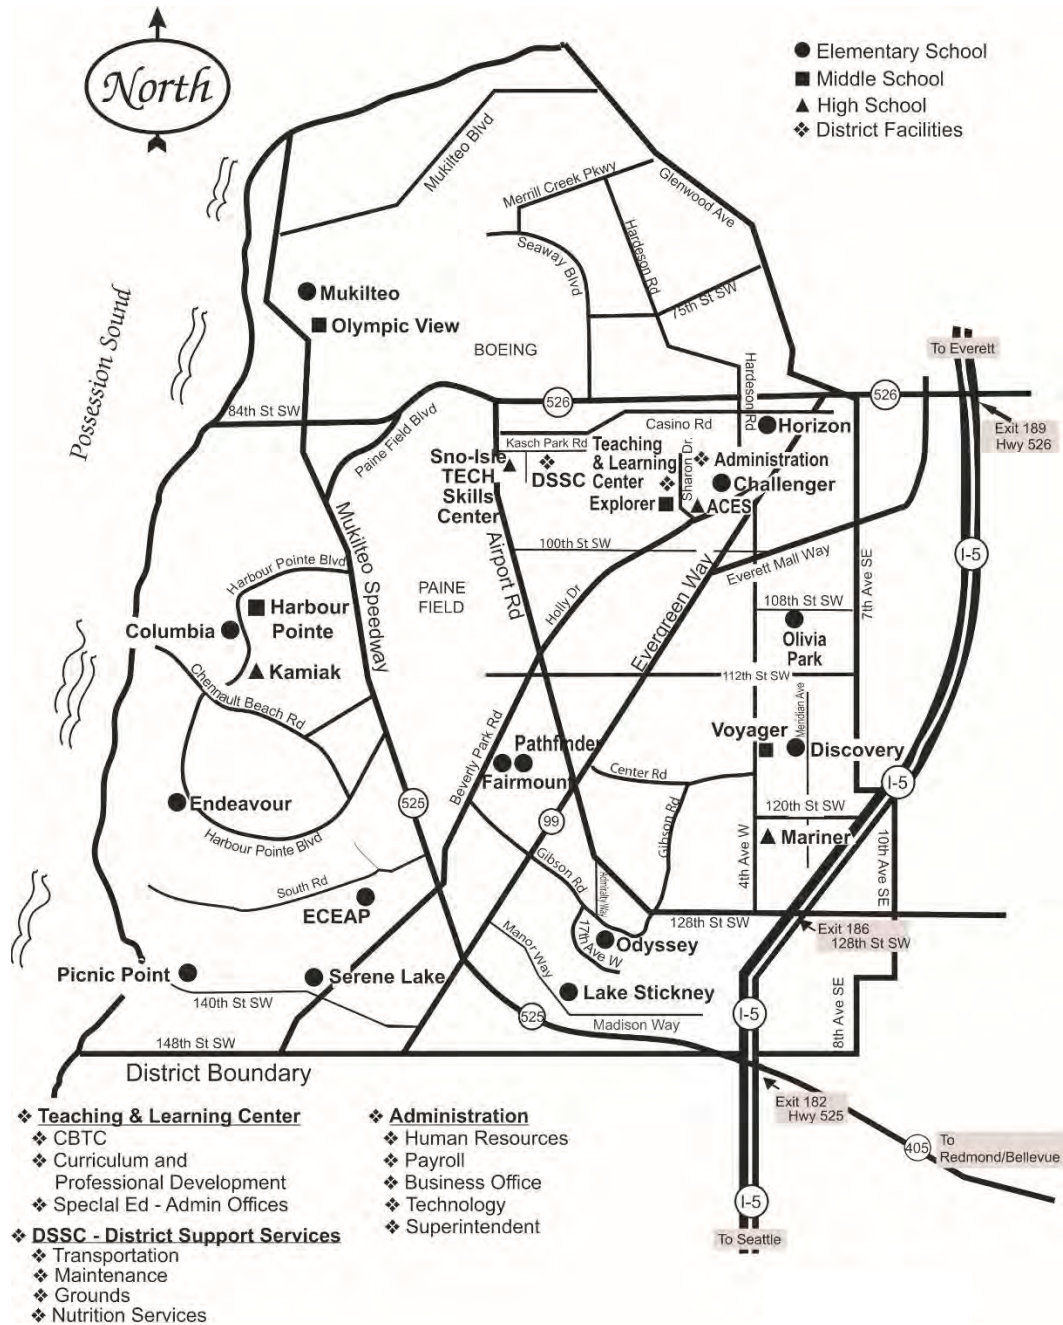 North
Elementary School
Middle School
High School
District Facilities
Mukilteo Blvd
Merrill Creek Pkwy
Glenwood Ave
Hardeson Rd
Seaway Blvd
75th St SW
Possession Sound
Mukilteo
Olympic View
BOEING
To Everett
Hardeson Rd
84th St SW
Paine Field Blvd
526
526
Casino Rd
Horizon
Exit 189
Hwy 526
Kasch Park Rd
Sno-Isle
TECH
Skills
Center
DSSC
Teaching
& Learning
Center
Explorer
Sharon Dr.
Administration
Challenger
ACES
Mukilteo Speedway
Airport Rd
100th St SW
Everett Mall Way
7th Ave SE
I-5
Harbour Pointe Blvd
PAINE
FIELD
Holly Dr
Evergreen Way
108th St SW
Harbour
Pointe
Columbia
Olivia
Park
Kamiak
Chennault Beach Rd
112th St SW
Meridian Ave
Voyager
Discovery
Beverly Park Rd
Pathfinder
Fairmount
Center Rd
I-5
Endeavour
525
99
Gibson Rd
120th St SW
Harbour Pointe Blvd
Mariner
10th Ave SE
4th Ave W
Gibson Rd
Admiralty Way
South Rd
ECEAP
128th St SW
Manor Way
17th Ave W
Odyssey
Exit 186
128th St SW
Picnic Point
Serene Lake
Lake Stickney
140th St SW
525
Madison Way
I-5
8th Ave SE
148th St SW
District Boundary
Exit 182
Hwy 525
405
To
Redmond/Bellevue
I-5
To Seattle
❖ Teaching & Learning Center
❖ CBTC
❖ Curriculum and
Professional Development
❖ Special Ed - Admin Offices
❖ DSSC - District Support Services
❖ Transportation
❖ Maintenance
❖ Grounds
❖ Nutrition Services
❖ Administration
❖ Human Resources
❖ Payroll
❖ Business Office
❖ Technology
❖ Superintendent